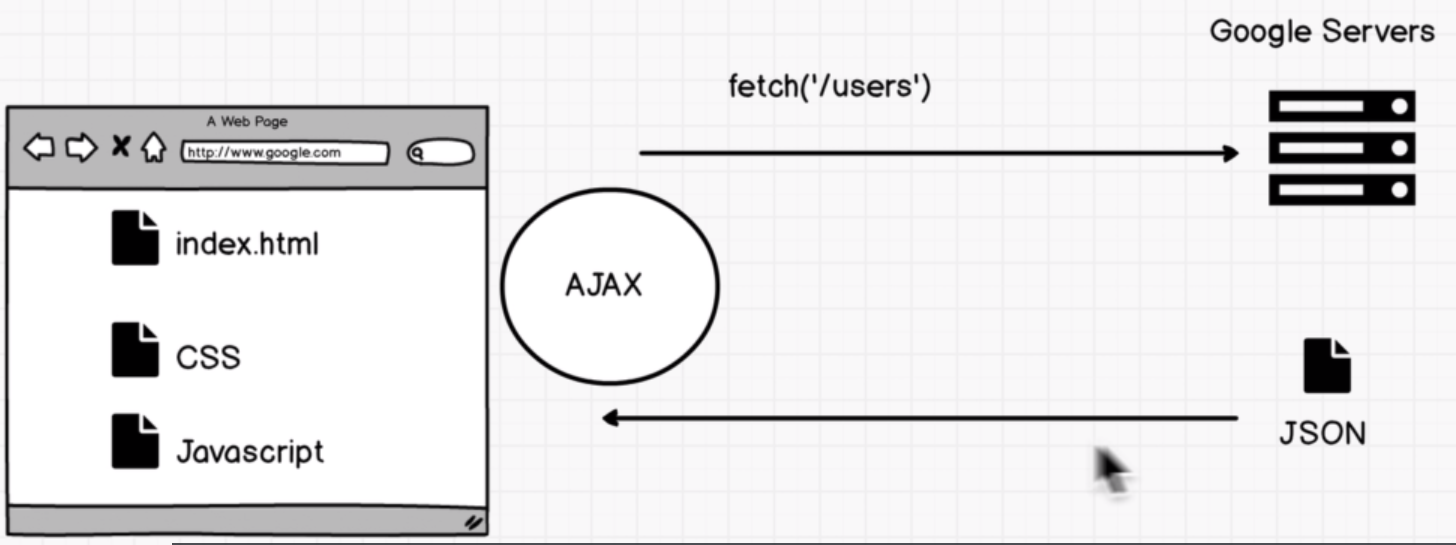 Google Servers
fetch('/users')
A Web Page
http://www.google.com
index.html
AJAX
CSS
Javascript
JSON